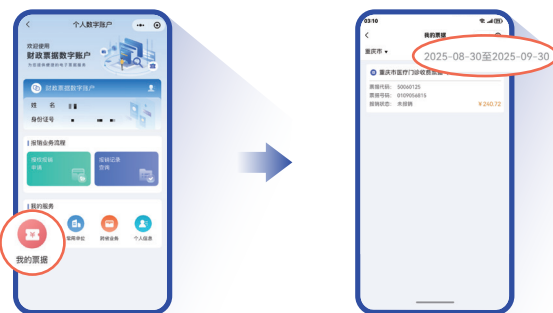 个人数字账户
欢迎使用
财政票据数字账户
财政票据数字账户
姓 名
身份证号
报销业务流程
报销记录
查询
我的服务
财政业务
个人信息
我的票据
03:10
我的票据
重庆市
2025-08-30至2025-09-30
重庆市医疗门诊收费票据
票据代码: 50060125
票据号码: 0109056815
报销状态: 未报销
￥240.72